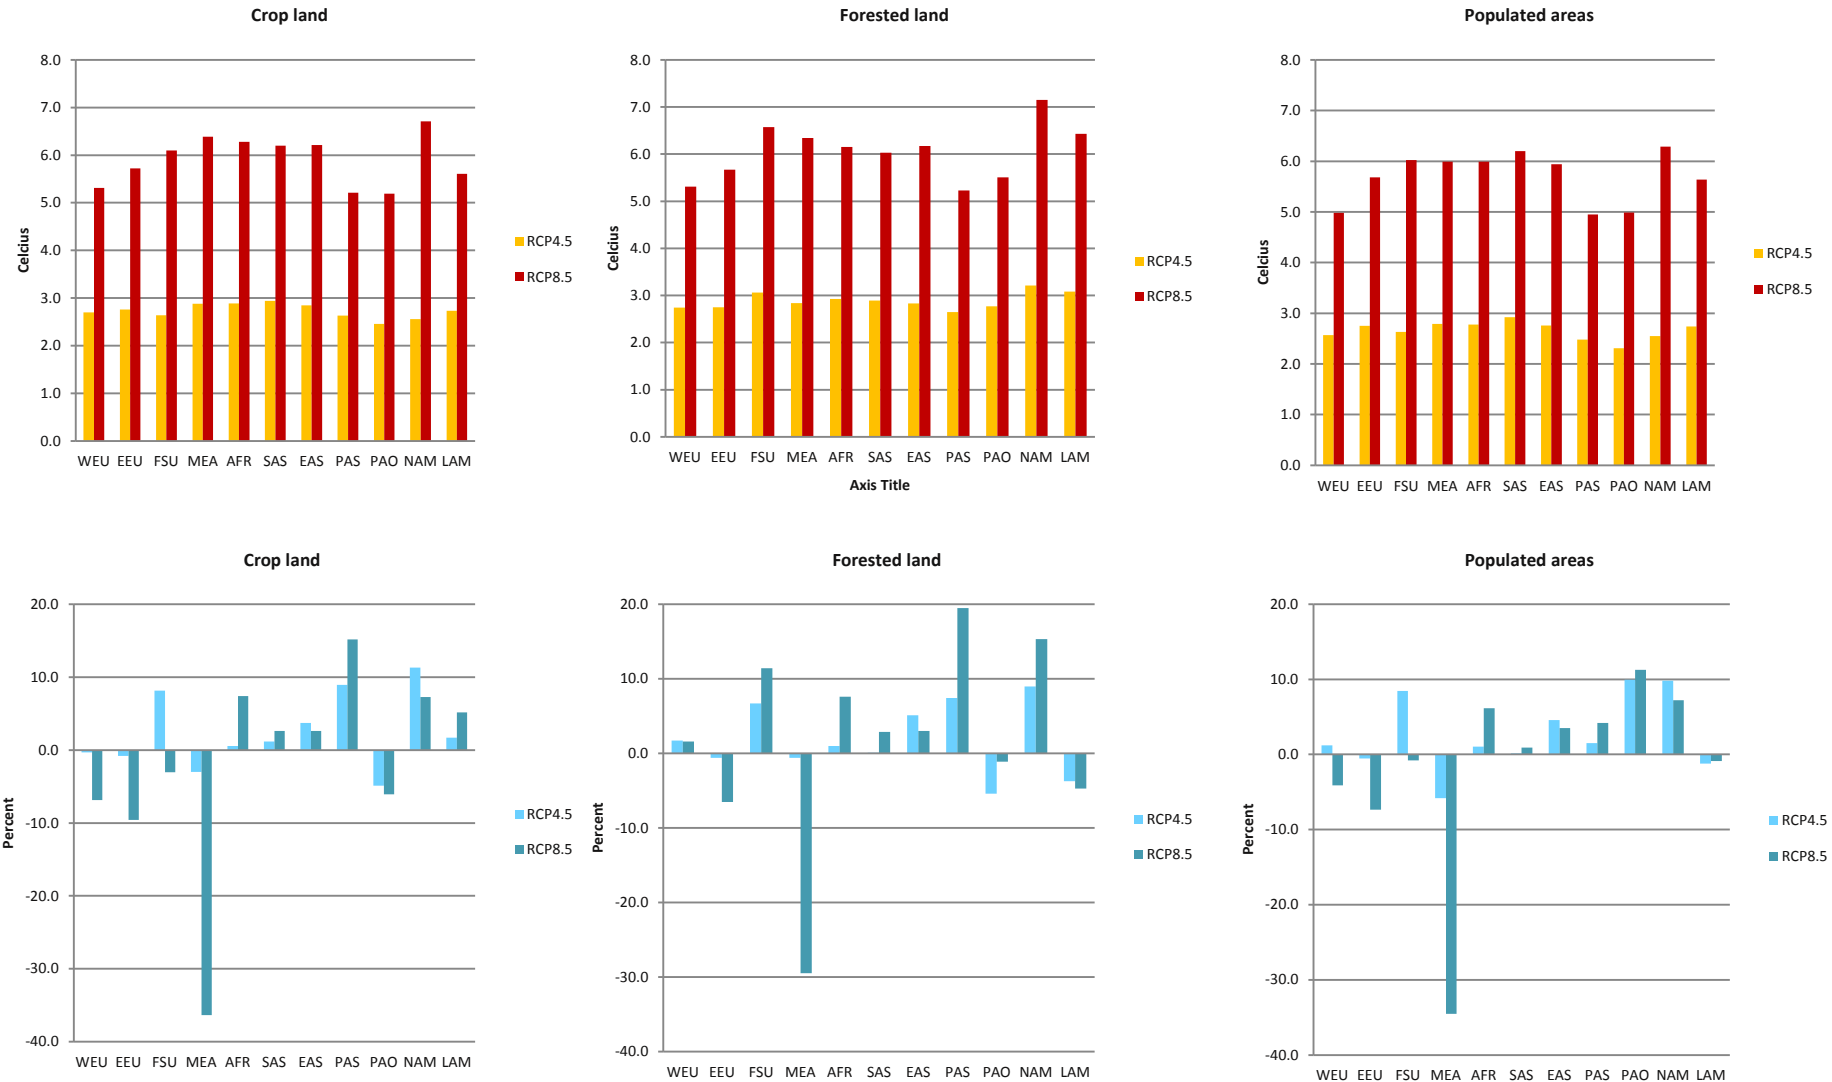 Crop land
8.0
7.0
6.0
5.0
4.0
3.0
2.0
1.0
0.0
Celcius
WEU EEU FSU MEA AFR SAS EAS PAS PAO NAM LAM
RCP4.5
RCP8.5
Forested land
8.0
7.0
6.0
5.0
4.0
3.0
2.0
1.0
0.0
Celcius
WEU EEU FSU MEA AFR SAS EAS PAS PAO NAM LAM
Axis Title
RCP4.5
RCP8.5
Populated areas
8.0
7.0
6.0
5.0
4.0
3.0
2.0
1.0
0.0
Celcius
WEU EEU FSU MEA AFR SAS EAS PAS PAO NAM LAM
RCP4.5
RCP8.5
Crop land
20.0
10.0
0.0
-10.0
-20.0
-30.0
-40.0
Percent
WEU EEU FSU MEA AFR SAS EAS PAS PAO NAM LAM
RCP4.5
RCP8.5
Forested land
20.0
10.0
0.0
-10.0
-20.0
-30.0
-40.0
Percent
WEU EEU FSU MEA AFR SAS EAS PAS PAO NAM LAM
RCP4.5
RCP8.5
Populated areas
20.0
10.0
0.0
-10.0
-20.0
-30.0
-40.0
Percent
WEU EEU FSU MEA AFR SAS EAS PAS PAO NAM LAM
RCP4.5
RCP8.5